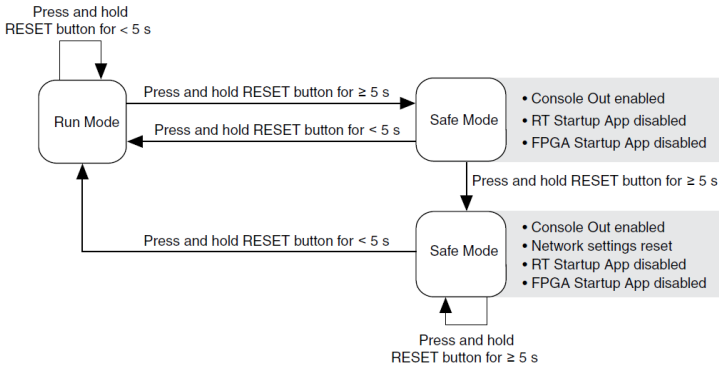 Press and hold
RESET button for < 5 s
Run Mode
Press and hold RESET button for ≥ 5 s
Press and hold RESET button for < 5 s
Safe Mode
• Console Out enabled
• RT Startup App disabled
• FPGA Startup App disabled
Press and hold RESET button for ≥ 5 s
Press and hold RESET button for < 5 s
Safe Mode
• Console Out enabled
• Network settings reset
• RT Startup App disabled
• FPGA Startup App disabled
Press and hold
RESET button for ≥ 5 s